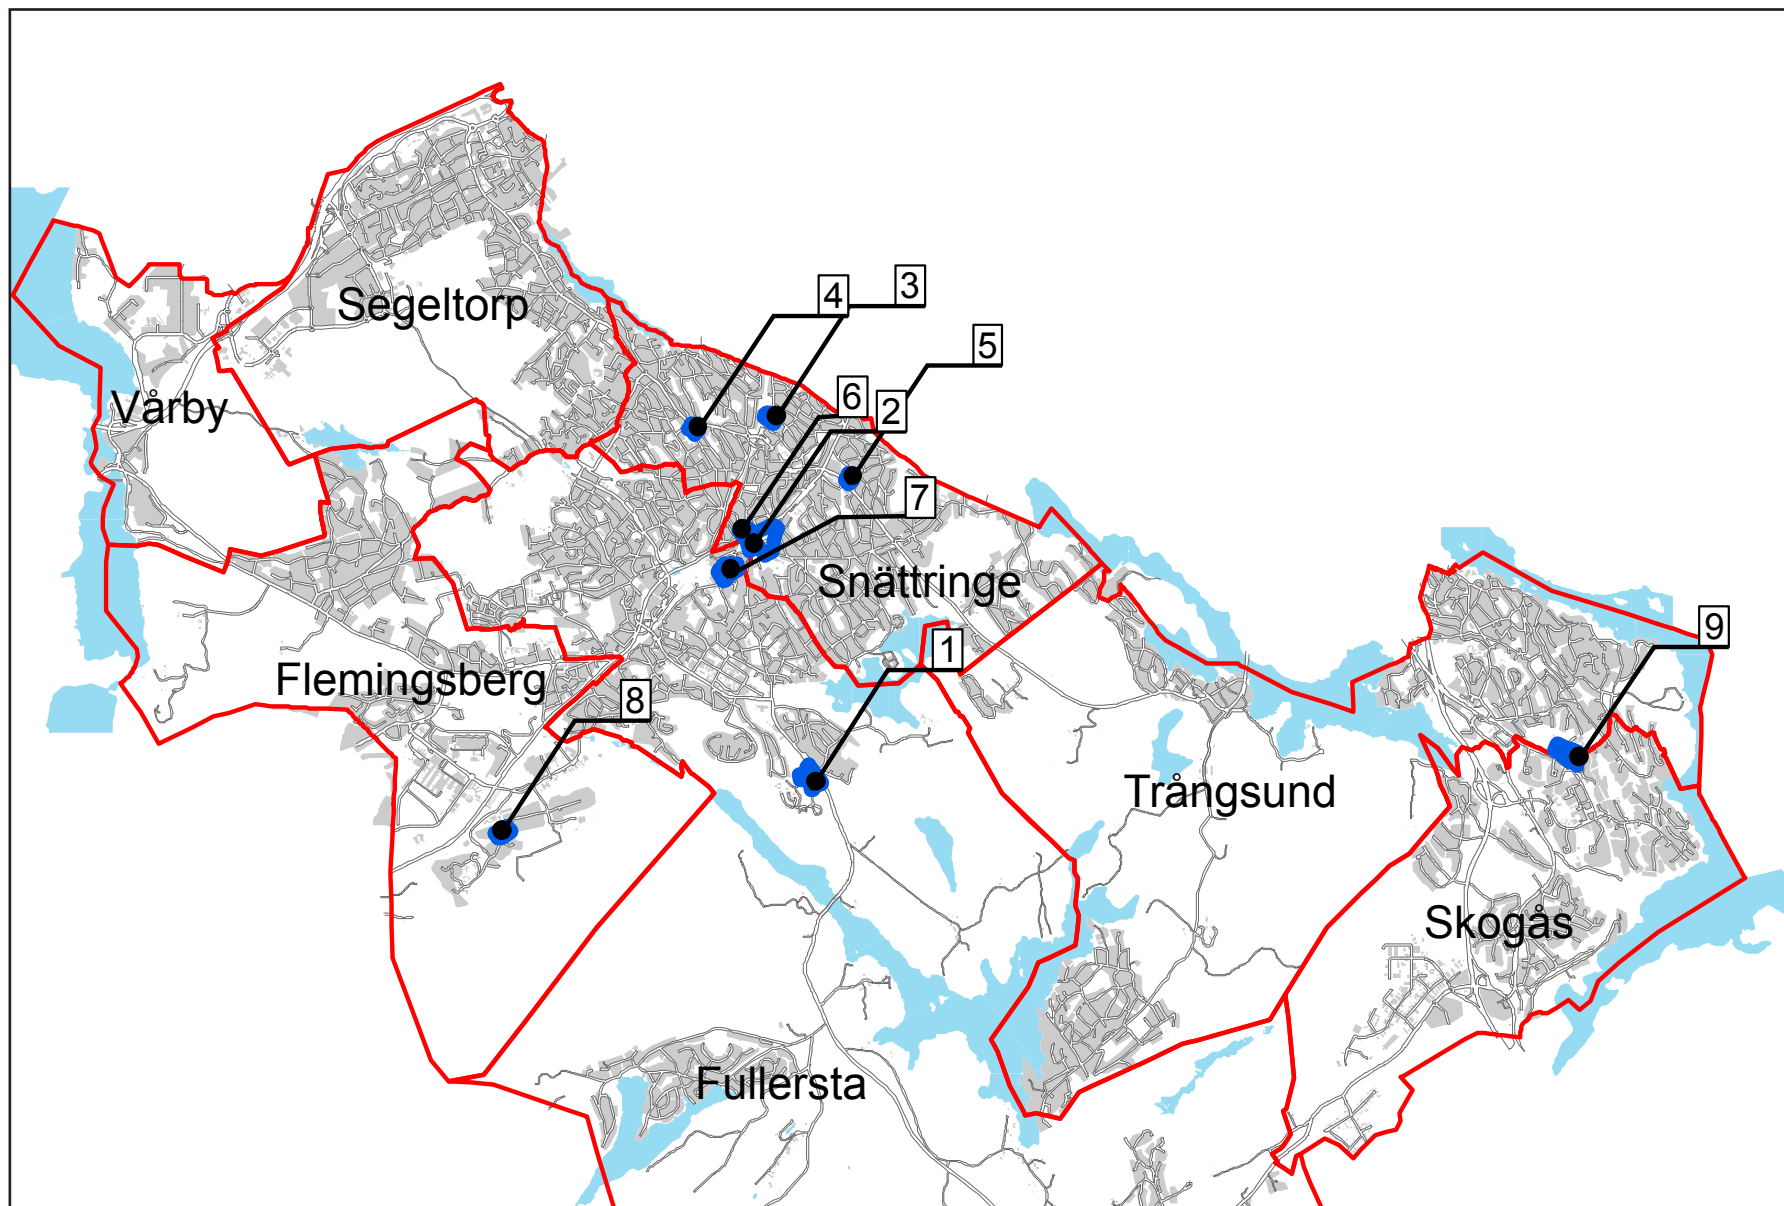 Segeltorp
4
3
5
Vårby
6
2
7
Snättringe
9
1
Flemingsberg
8
Trångsund
Skogås
Fullersta